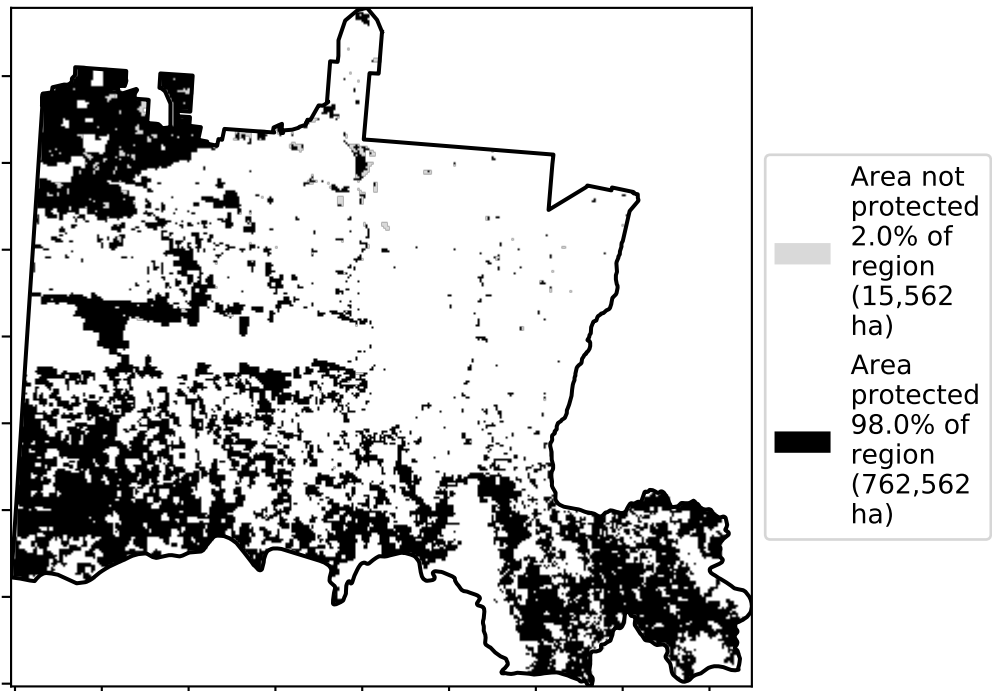 Area not
protected
2.0% of
region
(15,562
ha)
Area
protected
98.0% of
region
(762,562
ha)